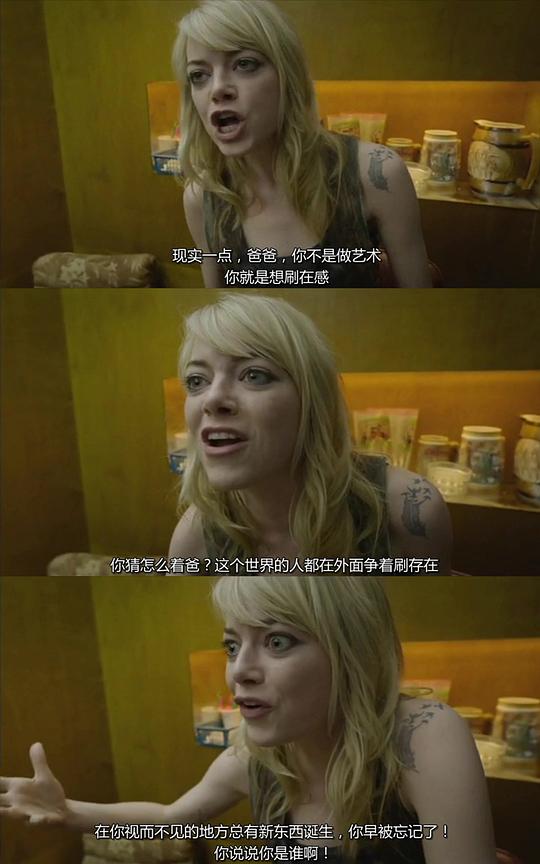 现实一点，爸爸，你不是做艺术
你就是想刷在感
你猜怎么着爸？这个世界的人都在外面争着刷存在
在你视而不见的地方总有新东西诞生，你早被忘记了！
你说说你是谁啊！